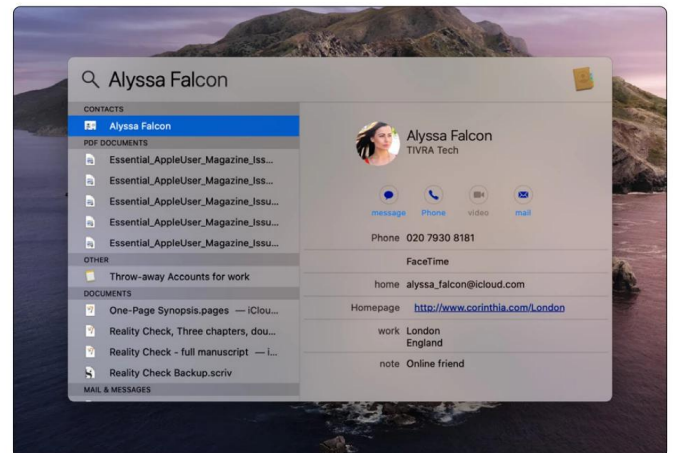 Alyssa Falcon
CONTACTS
Alyssa Falcon
PDF DOCUMENTS
Essential_AppleUser_Magazine_Iss...
Essential_AppleUser_Magazine_Iss...
Essential_AppleUser_Magazine_Issu...
Essential_AppleUser_Magazine_Issu...
Essential_AppleUser_Magazine_Issu...
OTHER
Throw-away Accounts for work
DOCUMENTS
One-Page Synopsis.pages — iClou...
Reality Check, Three chapters, dou...
Reality Check - full manuscript — i...
Reality Check Backup.scriv
MAIL & MESSAGES
Alyssa Falcon
TIVRA Tech
message Phone video mail
Phone 020 7930 8181
FaceTime
home alyssa_falcon@icloud.com
Homepage http://www.corinthia.com/London
work London
England
note Online friend